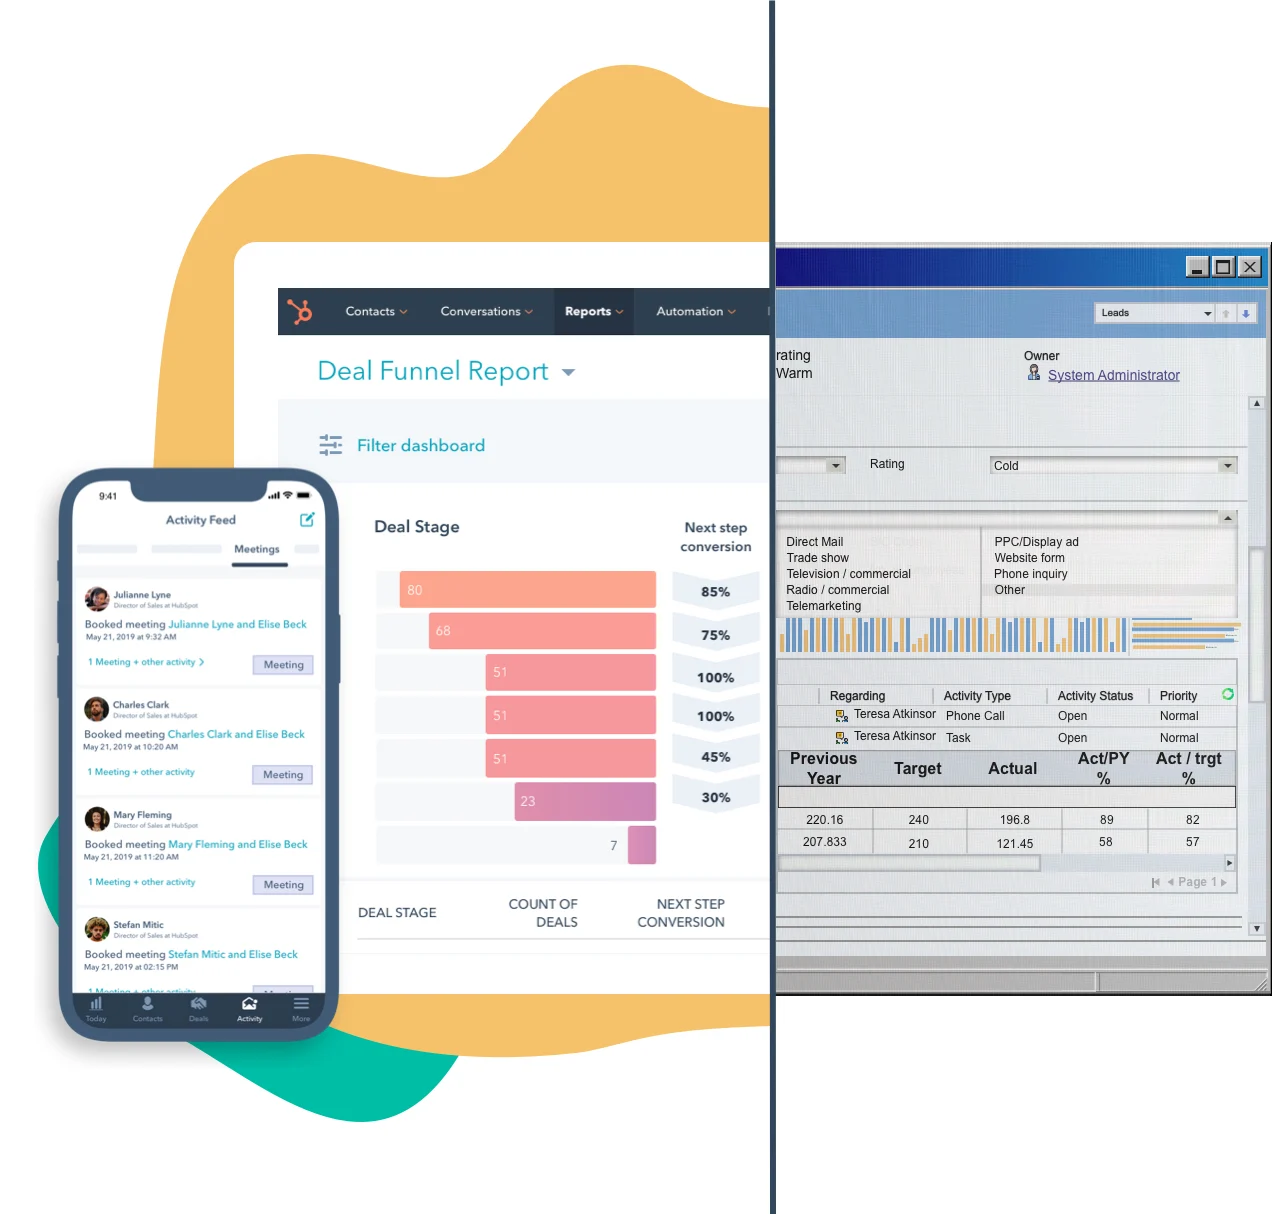 Contacts
Conversations
Reports
Automation
Deal Funnel Report
Filter dashboard
Deal Stage
Next step
conversion
80
85%
68
75%
51
100%
51
100%
51
45%
23
30%
7
DEAL STAGE
COUNT OF
DEALS
NEXT STEP
CONVERSION
9:41
Activity Feed
Meetings
Julianne Lyne
Director of Sales at HubSpot
Booked meeting Julianne Lyne and Elise Beck
May 21, 2019 at 9:32 AM
1 Meeting + other activity
Meeting
Charles Clark
Director of Sales at HubSpot
Booked meeting Charles Clark and Elise Beck
May 21, 2019 at 10:20 AM
1 Meeting + other activity
Meeting
Mary Fleming
Director of Sales at HubSpot
Booked meeting Mary Fleming and Elise Beck
May 21, 2019 at 11:20 AM
1 Meeting + other activity
Meeting
Stefan Mitic
Director of Sales at HubSpot
Booked meeting Stefan Mitic and Elise Beck
May 21, 2019 at 02:15 PM
1 Meeting + other activity
Meeting
Today
Contacts
Deals
Activity
More
Leads
rating
Warm
Owner
System Administrator
Rating
Cold
Direct Mail
Trade show
Television / commercial
Radio / commercial
Telemarketing
PPC/Display ad
Website form
Phone inquiry
Other
Regarding Activity Type Activity Status Priority
Teresa Atkinsor Phone Call Open Normal
Teresa Atkinsor Task Open Normal
Previous Year Target Actual Act/PY % Act / trgt %
220.16 240 196.8 89 82
207.833 210 121.45 58 57
Page 1